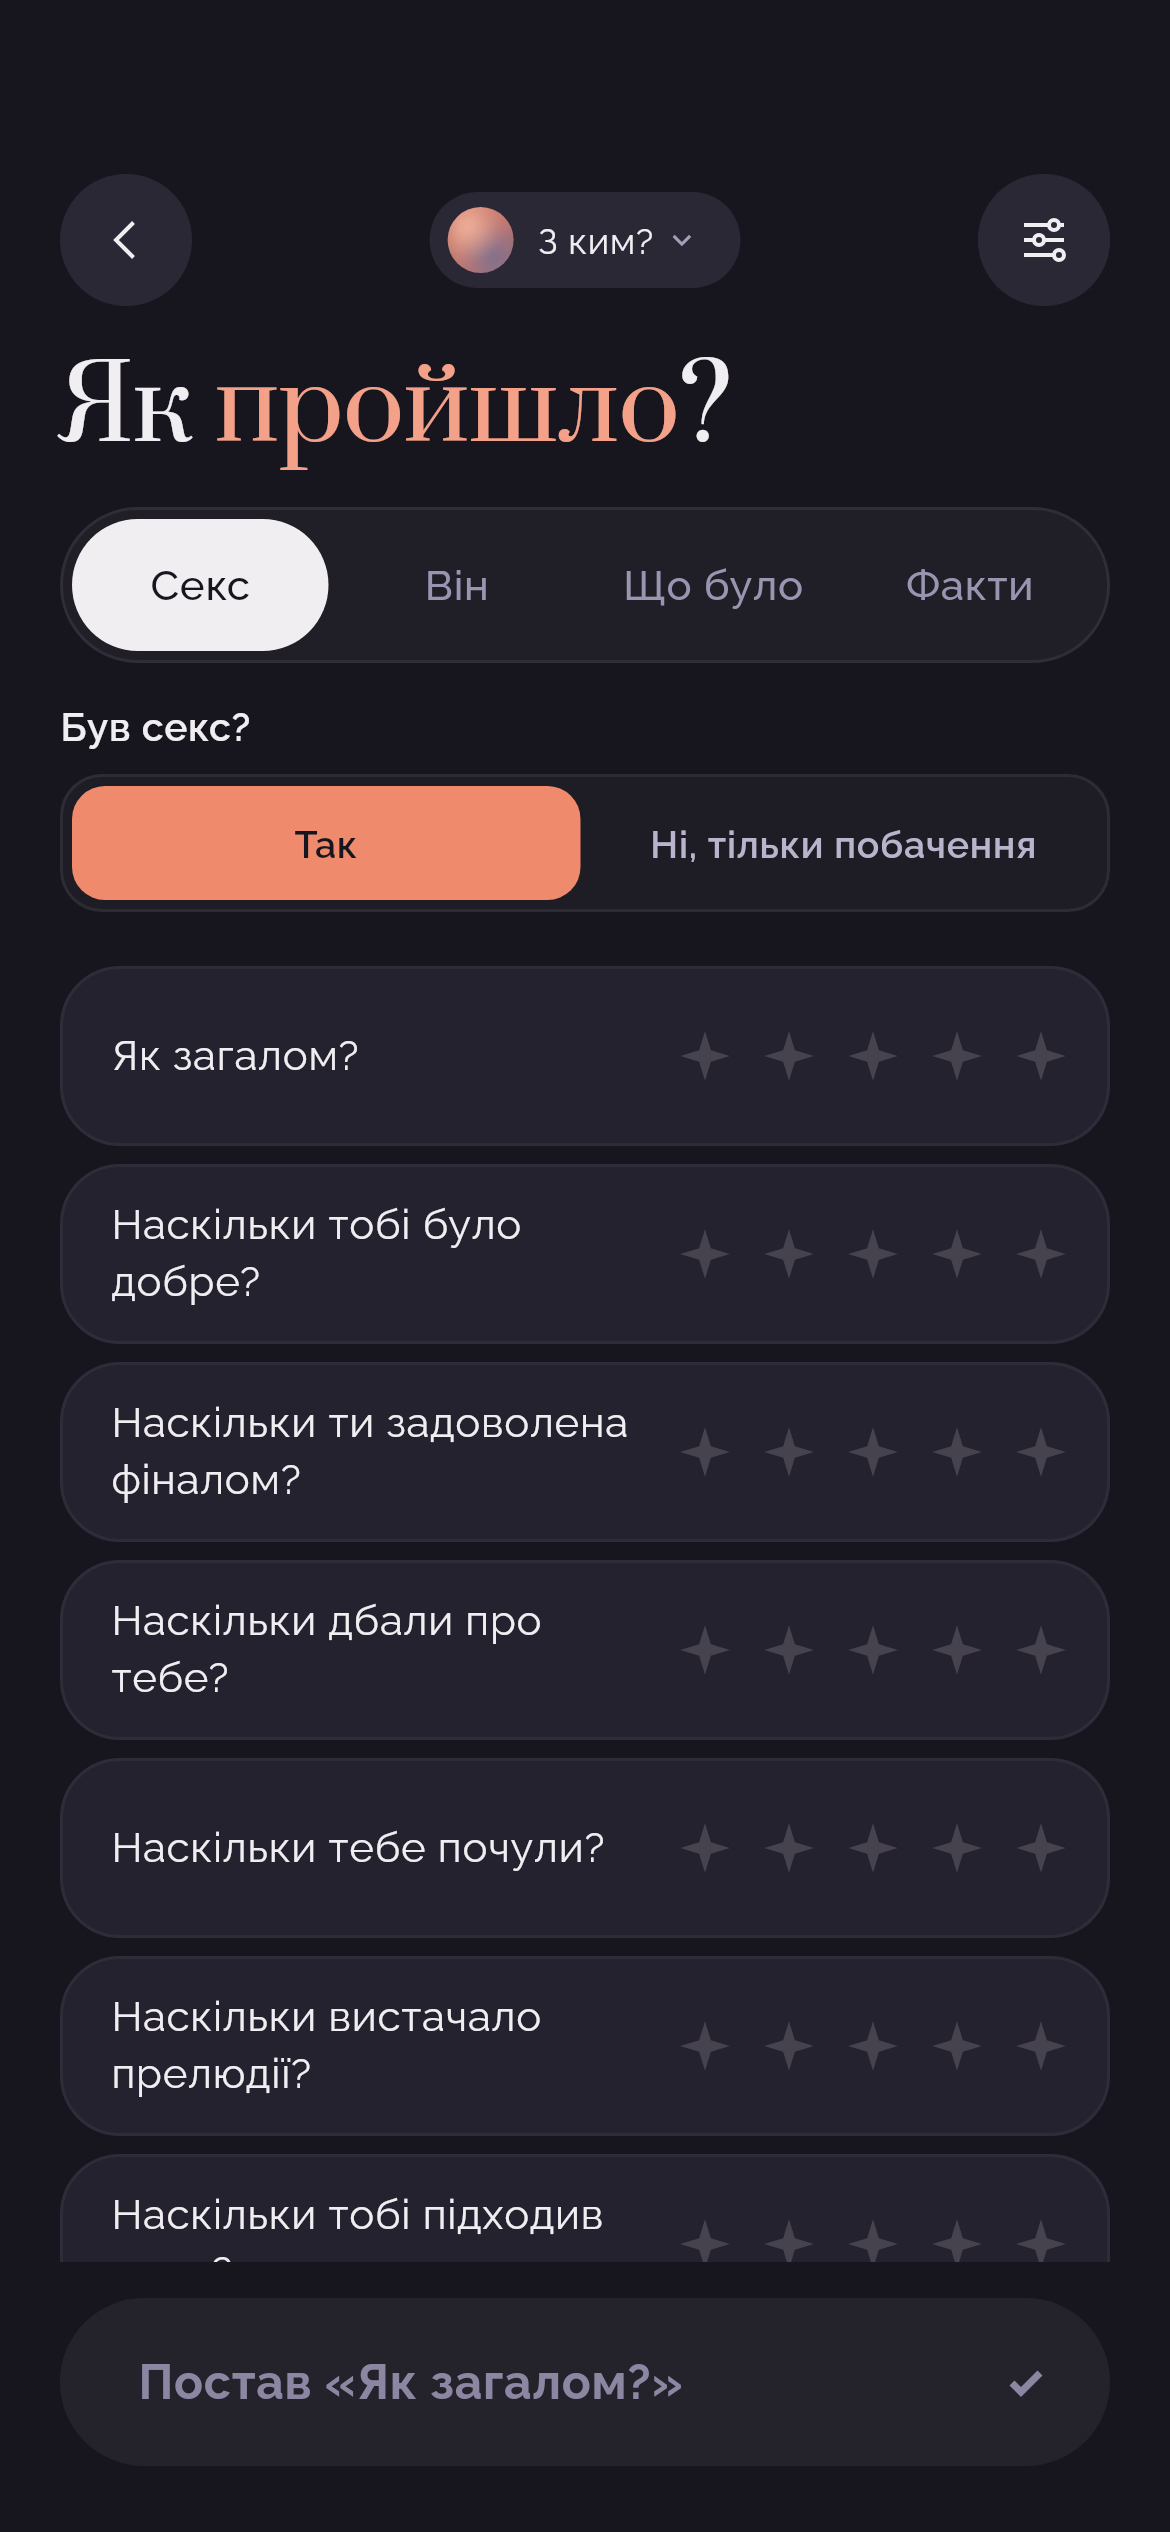 З ким?
Як пройшло?
Секс
Він
Що було
Факти
Був секс?
Так
Ні, тільки побачення
Як загалом?
Наскільки тобі було
добре?
Наскільки ти задоволена
фіналом?
Наскільки дбали про
тебе?
Наскільки тебе почули?
Наскільки вистачало
прелюдії?
Наскільки тобі підходив
Постав «Як загалом?»